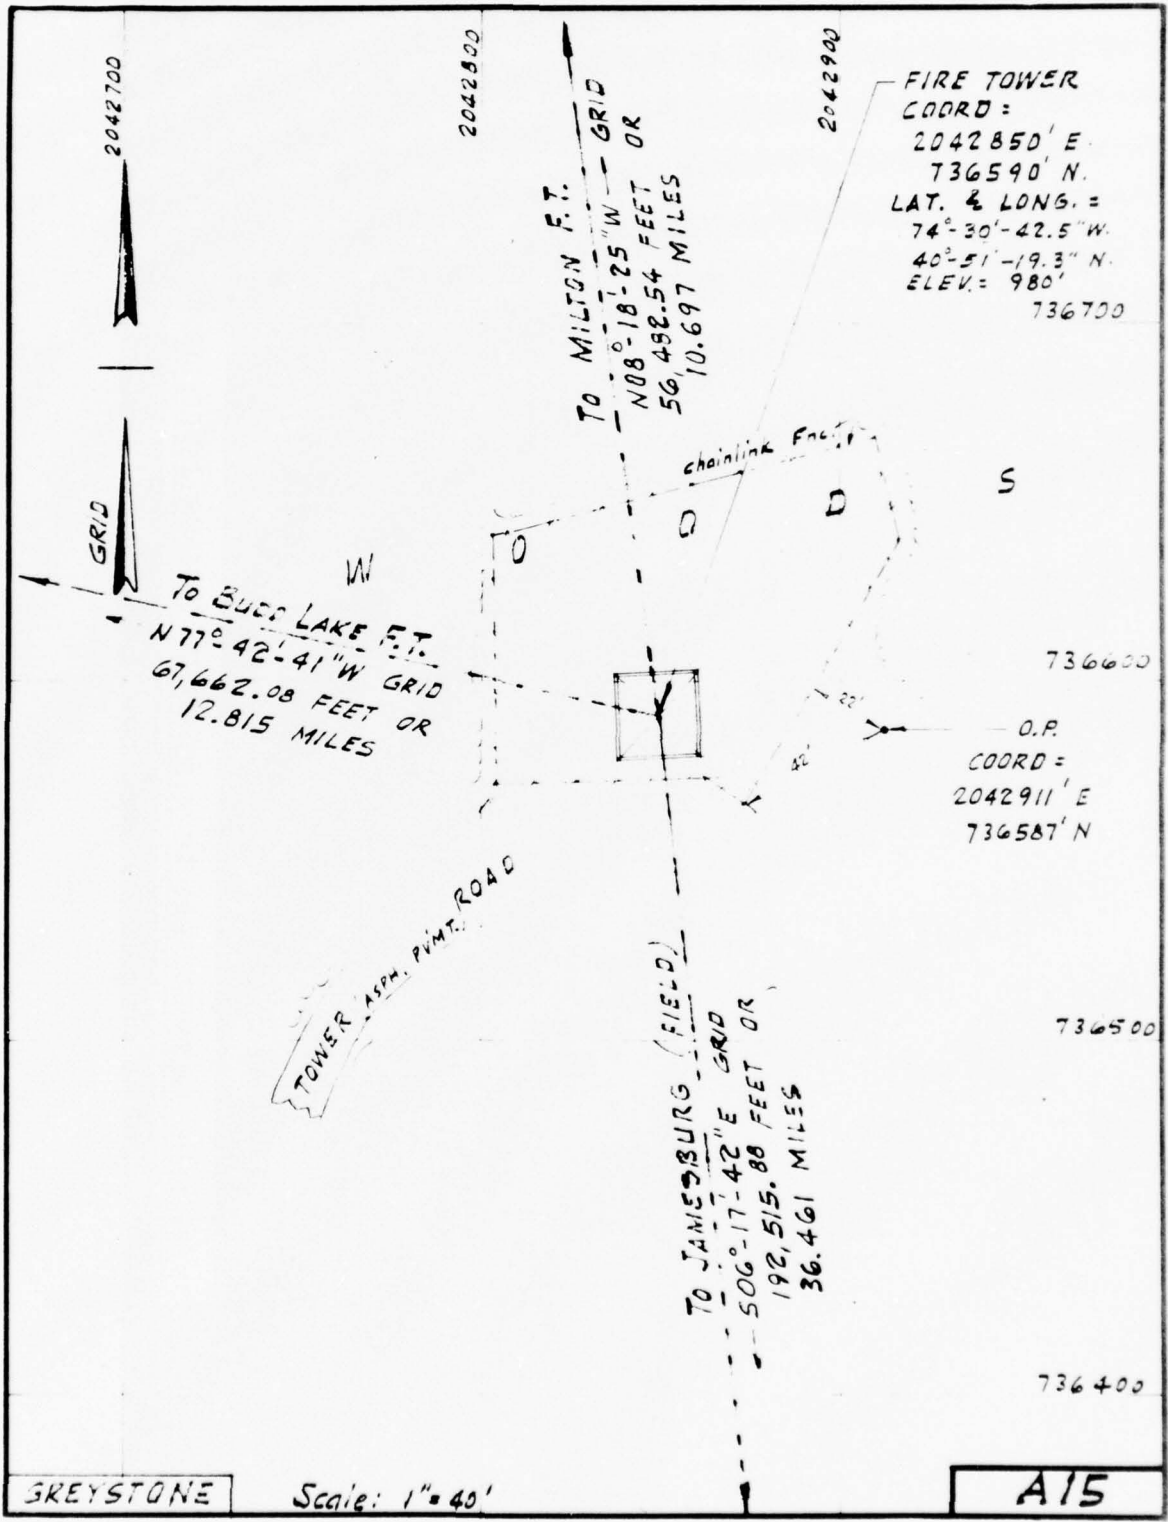 2042700
2042800
2042900
FIRE TOWER
COORD =
2042850' E.
736590' N.
LAT. & LONG. =
74°-30'-42.5" W.
40°-51'-19.3" N.
ELEV. = 980'
736700
TO MILTON F.T.
N08°-18'-25" W GRID
56,482.54 FEET OR
10.697 MILES
GRID
chainlink
W O O D S
To BUDD LAKE F.T.
N77°-42'-41" W GRID
67,662.08 FEET OR
12.815 MILES
736600
22'
42'
O.P.
COORD =
2042911' E
736587' N
TOWER (ASPH. PVMT.) ROAD
736500
TO JAMESBURG (FIELD)
S06°-17'-42" E GRID
192,515.88 FEET OR
36.461 MILES
736400
GREYSTONE
Scale: 1" = 40'
A15